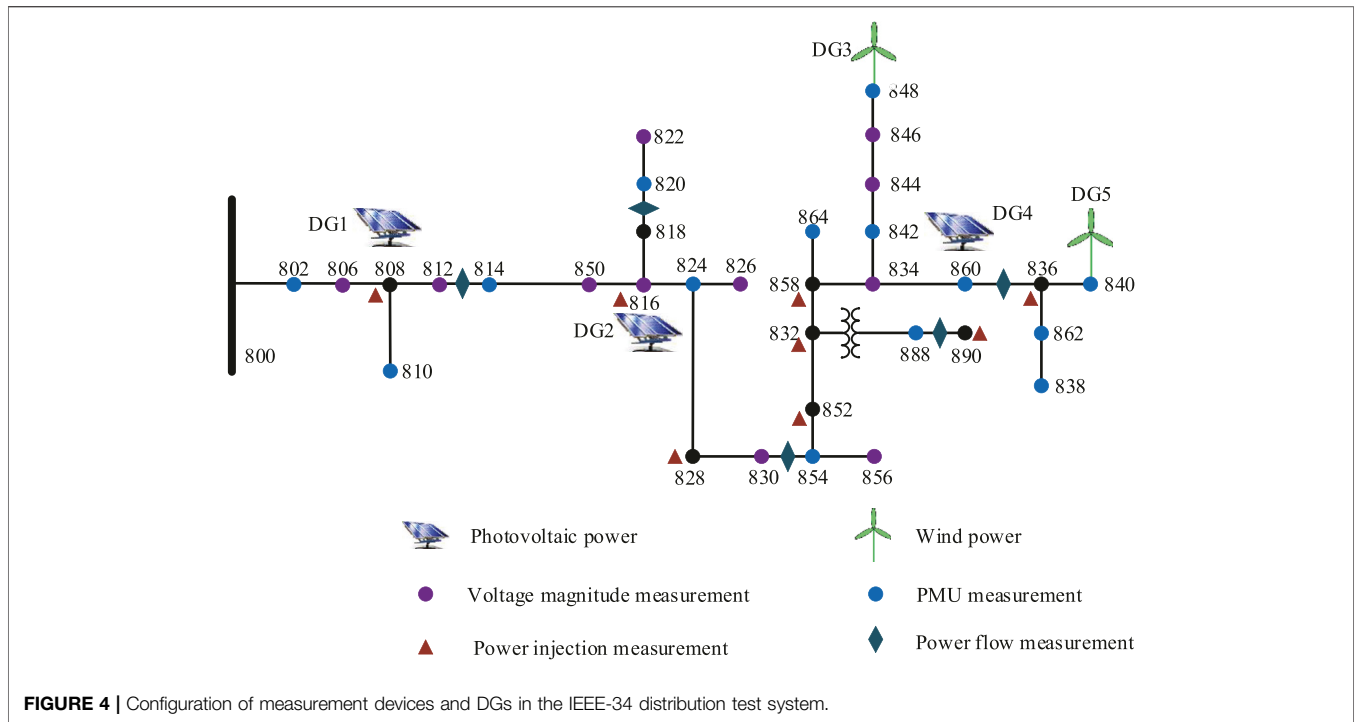 DG3
848
822
846
820
844
DG5
DG1
864
DG4
818
842
802
806
808
812
814
850
824
826
858
834
860
836
840
816
DG2
832
800
888
890
862
810
838
852
828
830
854
856
Photovoltaic power
Wind power
Voltage magnitude measurement
PMU measurement
Power injection measurement
Power flow measurement
FIGURE 4 | Configuration of measurement devices and DGs in the IEEE-34 distribution test system.